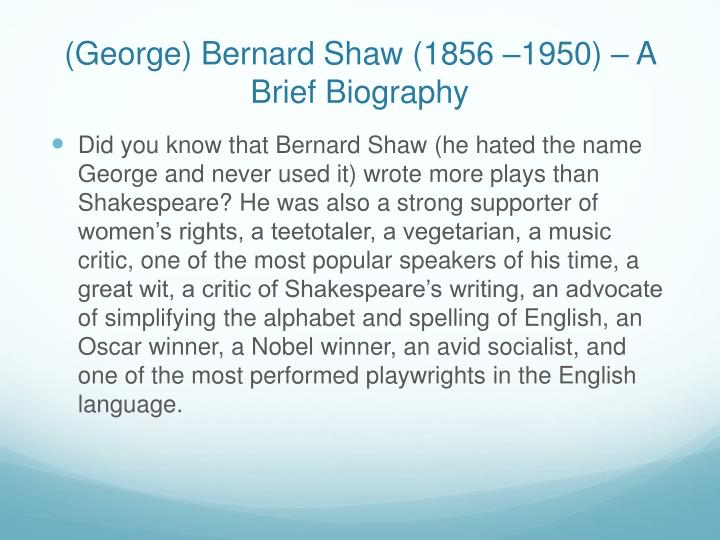 (George) Bernard Shaw (1856 –1950) – A
Brief Biography
Did you know that Bernard Shaw (he hated the name
George and never used it) wrote more plays than
Shakespeare? He was also a strong supporter of
women’s rights, a teetotaler, a vegetarian, a music
critic, one of the most popular speakers of his time, a
great wit, a critic of Shakespeare’s writing, an advocate
of simplifying the alphabet and spelling of English, an
Oscar winner, a Nobel winner, an avid socialist, and
one of the most performed playwrights in the English
language.